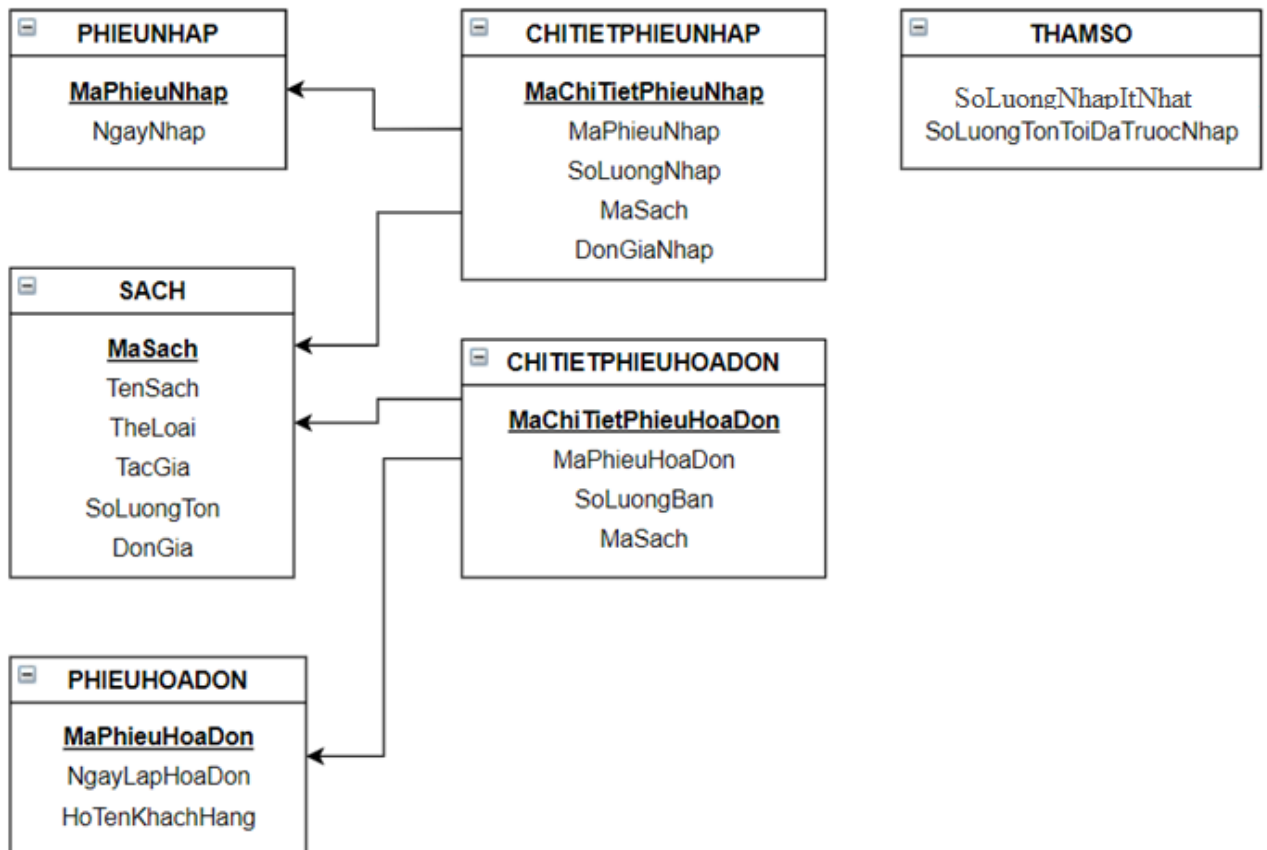 PHIEUNHAP
MaPhieuNhap
NgayNhap
CHITIETPHIEUNHAP
MaChiTietPhieuNhap
MaPhieuNhap
SoLuongNhap
MaSach
DonGiaNhap
THAMSO
SoLuongNhapItNhat
SoLuongTonToiDaTruocNhap
SACH
MaSach
TenSach
TheLoai
TacGia
SoLuongTon
DonGia
CHITIETPHIEUHOADON
MaChiTietPhieuHoaDon
MaPhieuHoaDon
SoLuongBan
MaSach
PHIEUHOADON
MaPhieuHoaDon
NgayLapHoaDon
HoTenKhachHang